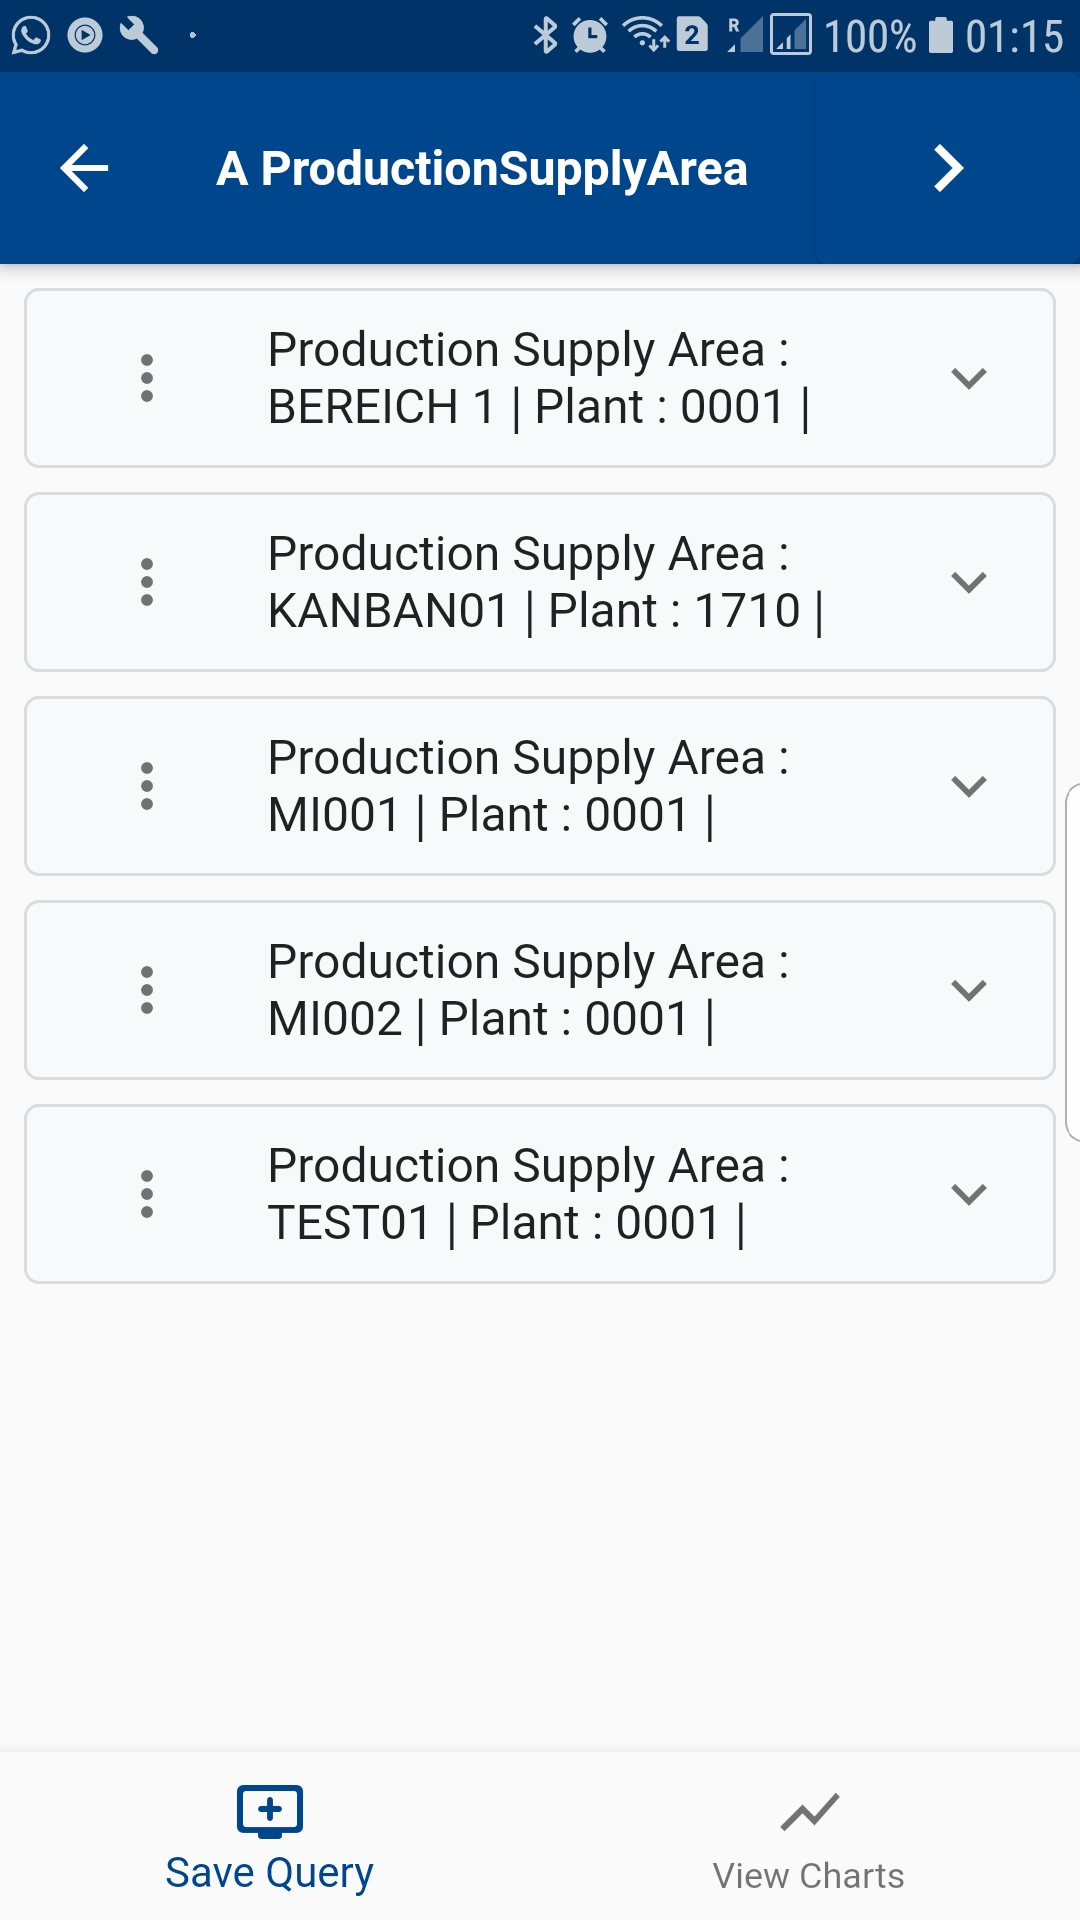 2 R 100% 01:15
A ProductionSupplyArea
Production Supply Area :
BEREICH 1 | Plant : 0001 |
Production Supply Area :
KANBAN01 | Plant : 1710 |
Production Supply Area :
MI001 | Plant : 0001 |
Production Supply Area :
MI002 | Plant : 0001 |
Production Supply Area :
TEST01 | Plant : 0001 |
Save Query
View Charts